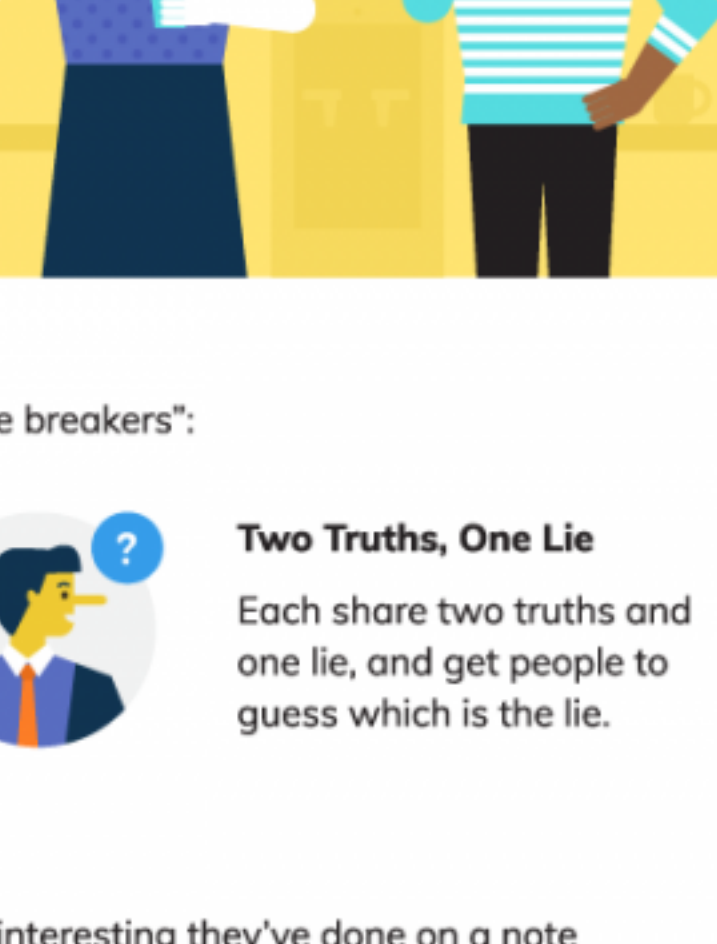 e breakers”:
?
Two Truths, One Lie
Each share two truths and
one lie, and get people to
guess which is the lie.
interesting they’ve done on a note